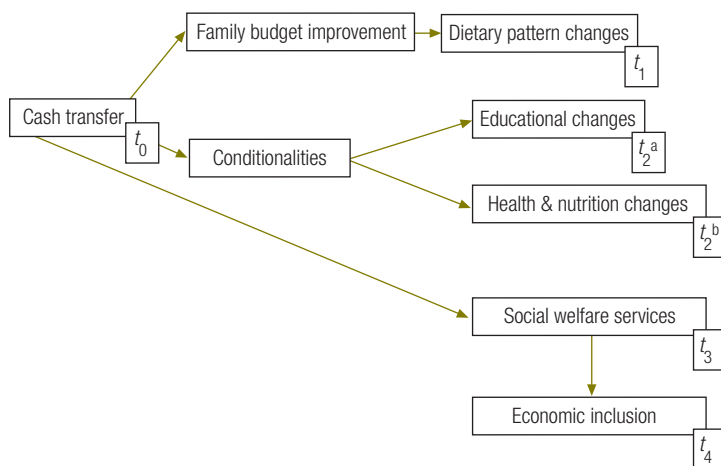 Family budget improvement
Dietary pattern changes
t1
Cash transfer
t0
Conditionalities
Educational changes
t2a
Health & nutrition changes
t2b
Social welfare services
t3
Economic inclusion
t4